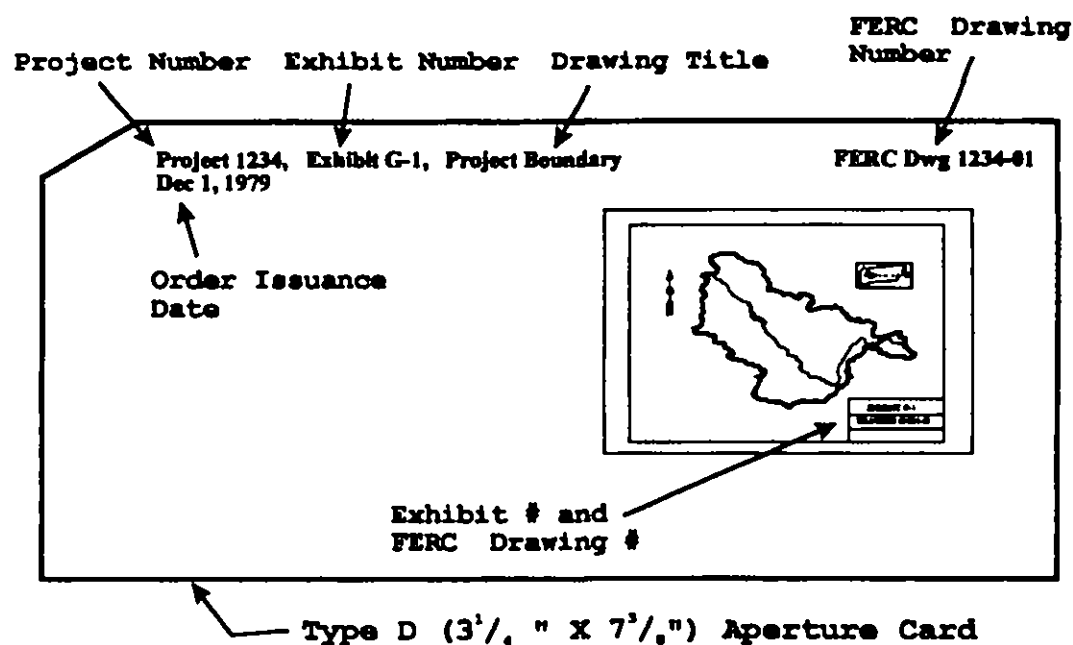 FERC Drawing
Number
Project Number Exhibit Number Drawing Title
Project 1234, Exhibit G-1, Project Boundary
FERC Dwg 1234-01
Dec 1, 1979
Order Issuance
Date
Exhibit # and
FERC Drawing #
Type D (3¹/₄ " X 7³/₈") Aperture Card